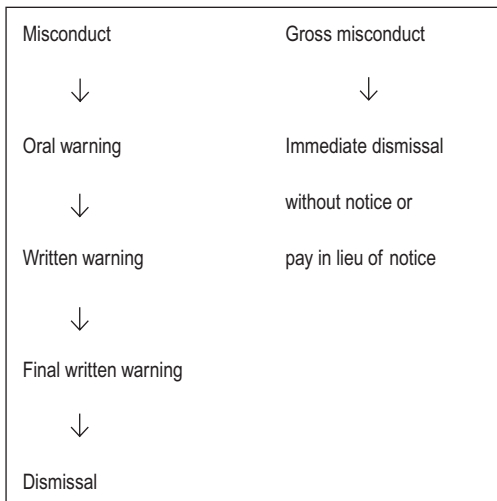 Misconduct
↓
Oral warning
↓
Written warning
↓
Final written warning
↓
Dismissal
Gross misconduct
↓
Immediate dismissal
without notice or
pay in lieu of notice